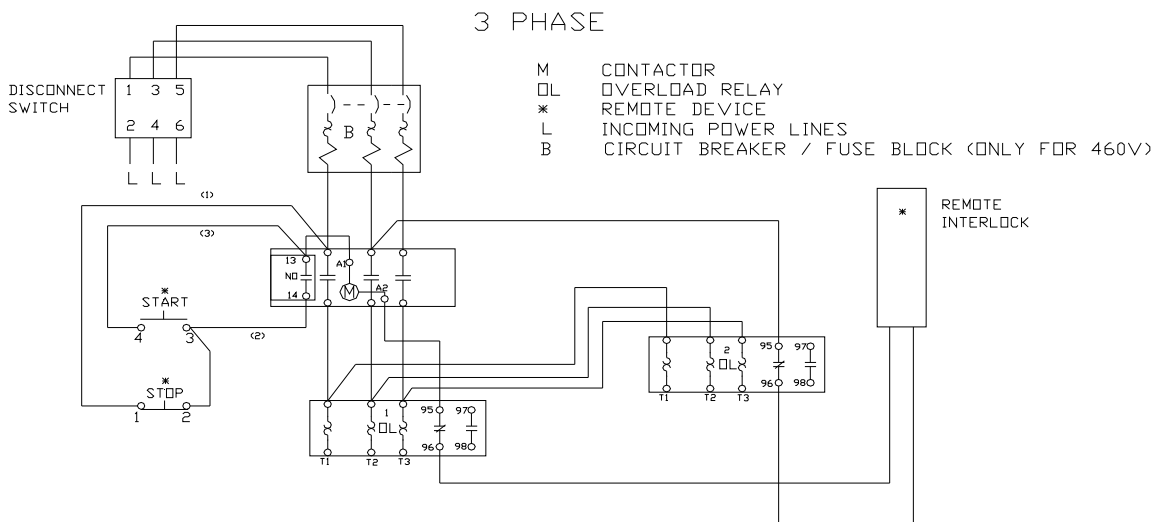 3 PHASE
M CONTACTOR
OL OVERLOAD RELAY
* REMOTE DEVICE
L INCOMING POWER LINES
B CIRCUIT BREAKER / FUSE BLOCK (ONLY FOR 460V)
DISCONNECT
SWITCH
1 3 5
2 4 6
L L L
B
REMOTE
INTERLOCK
*
(1)
(3)
13
NO
14
A1
M
A2
*
START
4 3
(2)
*
STOP
1 2
2
OL
95 97
96 98
T1 T2 T3
1
OL
95 97
96 98
T1 T2 T3